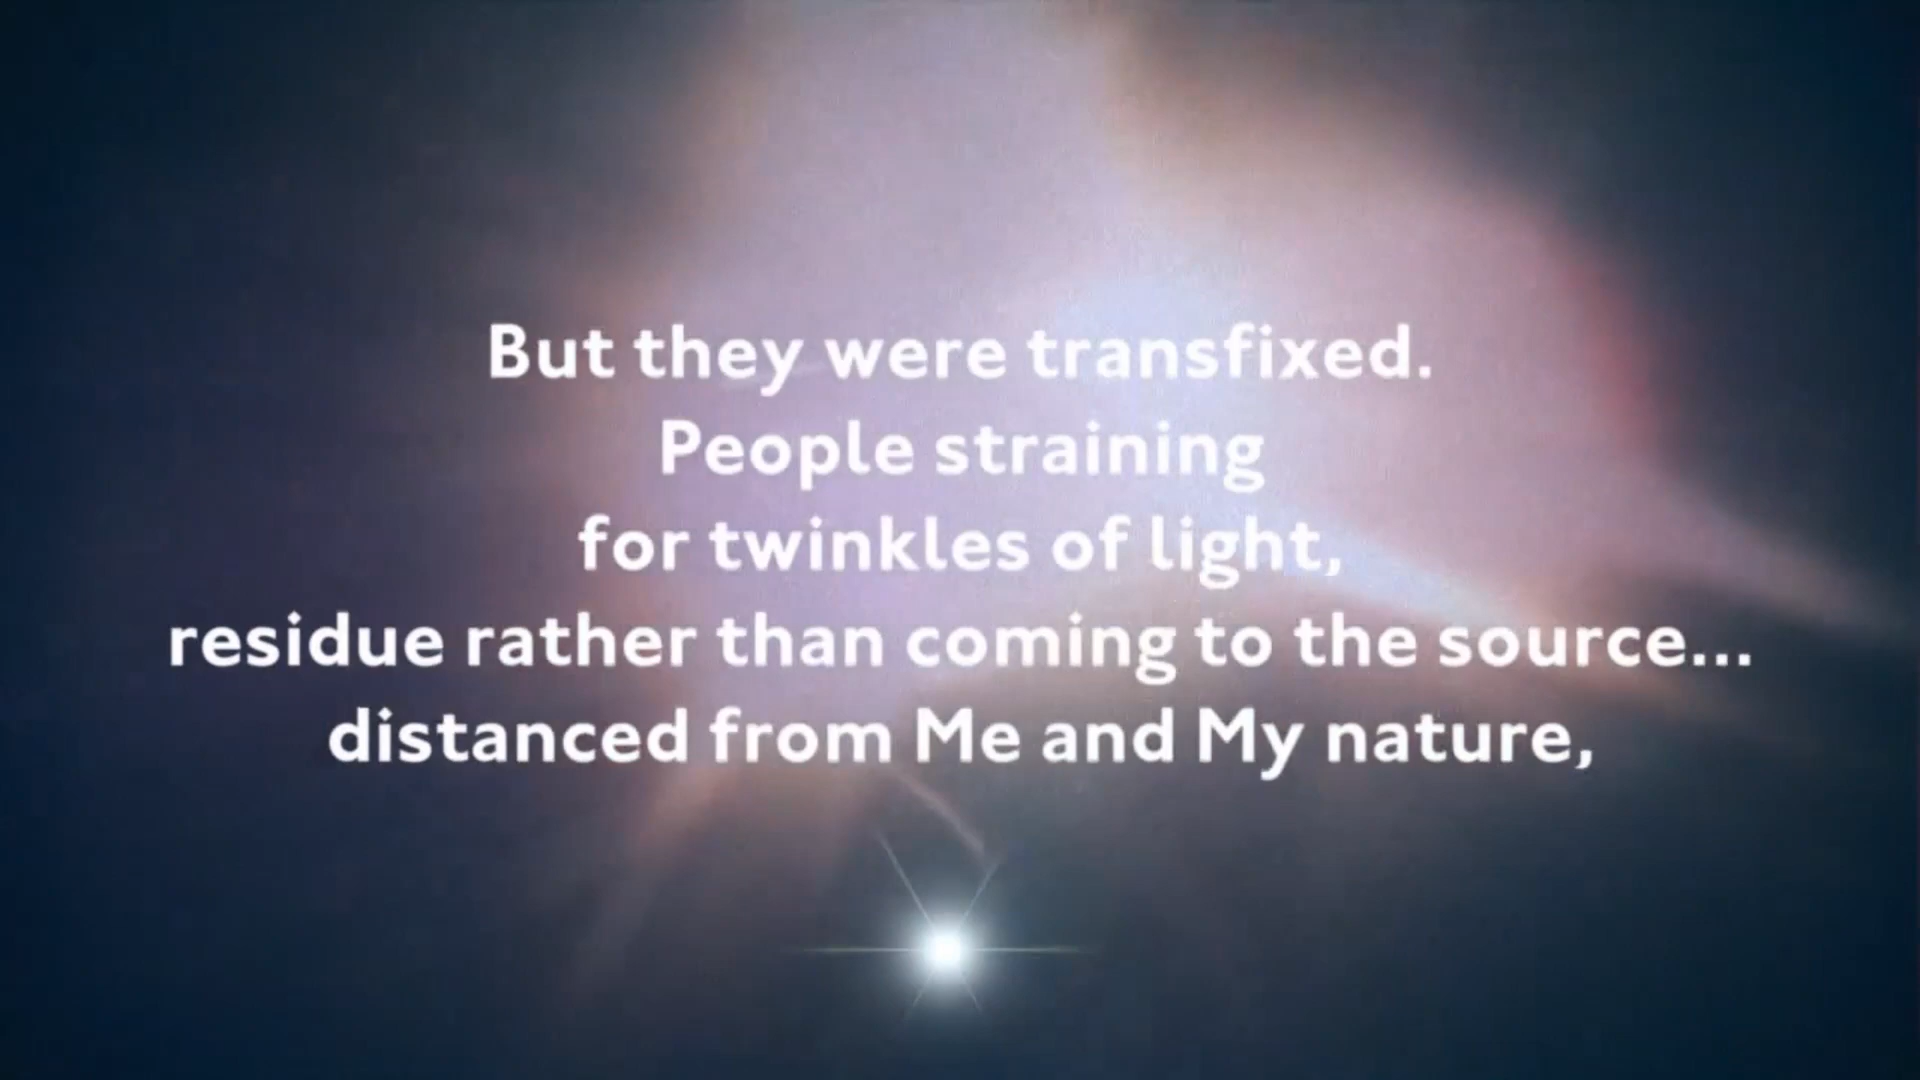 But they were transfixed.
People straining
for twinkles of light,
residue rather than coming to the source...
distanced from Me and My nature,